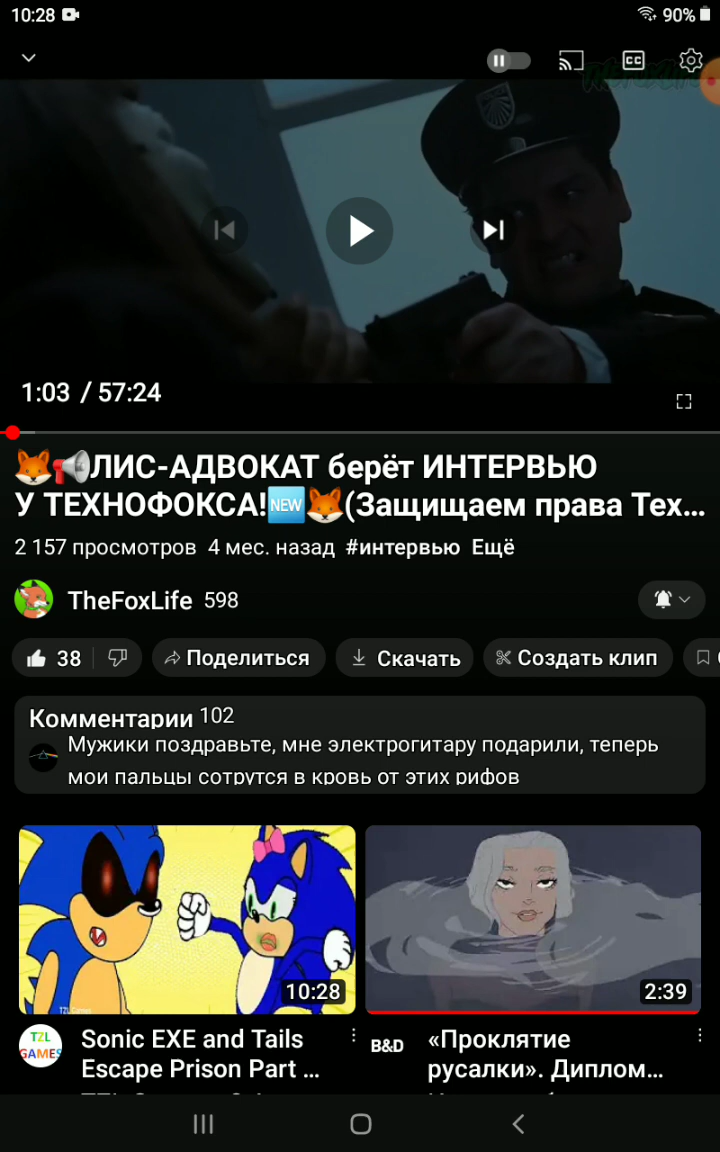 10:28
90%
CC
1:03 / 57:24
🦊📢ЛИС-АДВОКАТ берёт ИНТЕРВЬЮ
У ТЕХНОФОКСА!🆕🦊(Защищаем права Тех...
2 157 просмотров 4 мес. назад #интервью Ещё
TheFoxLife 598
38 Поделиться Скачать Создать клип
Комментарии 102
Мужики поздравьте, мне электрогитару подарили, теперь
мои пальцы сотрутся в кровь от этих рифов
10:28
2:39
TZL
GAMES
Sonic EXE and Tails
Escape Prison Part ...
B&D
«Проклятие
русалки». Диплом...